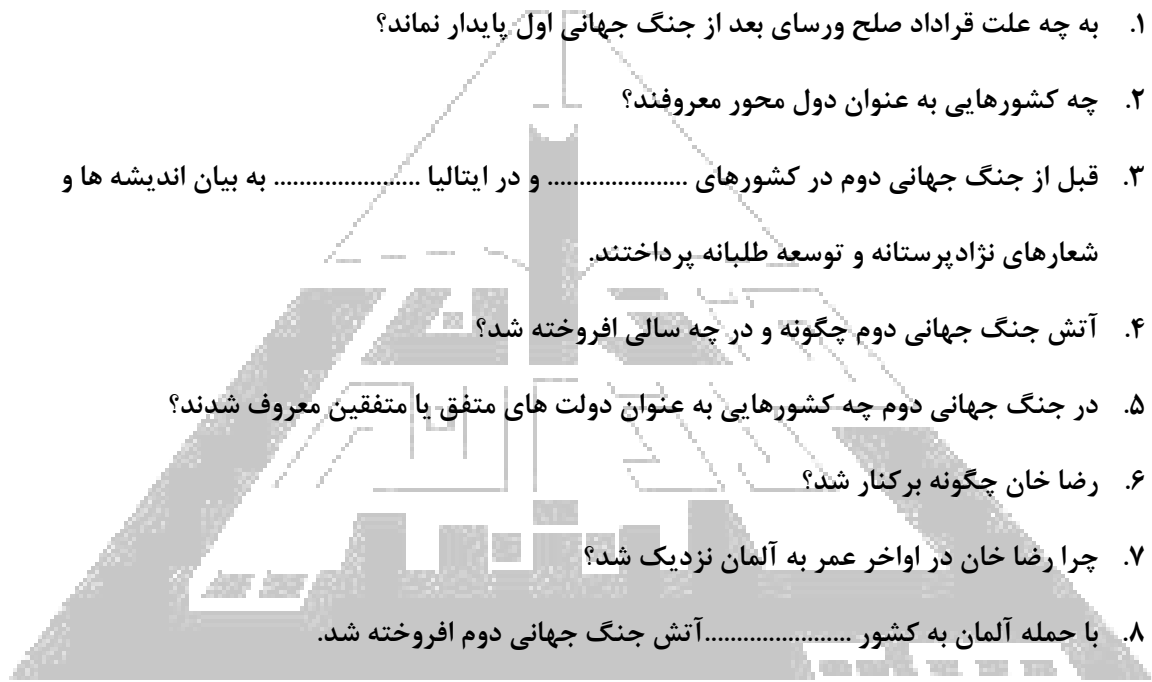 ۱. به چه علت قراداد صلح ورسای بعد از جنگ جهانی اول پایدار نماند؟
۲. چه کشورهایی به عنوان دول محور معروفند؟
۳. قبل از جنگ جهانی دوم در کشورهای ...................... و در ایتالیا ....................... به بیان اندیشه ها و
شعارهای نژادپرستانه و توسعه طلبانه پرداختند.
۴. آتش جنگ جهانی دوم چگونه و در چه سالی افروخته شد؟
۵. در جنگ جهانی دوم چه کشورهایی به عنوان دولت های متفق یا متفقین معروف شدند؟
۶. رضا خان چگونه برکنار شد؟
۷. چرا رضا خان در اواخر عمر به آلمان نزدیک شد؟
۸. با حمله آلمان به کشور .......................آتش جنگ جهانی دوم افروخته شد.